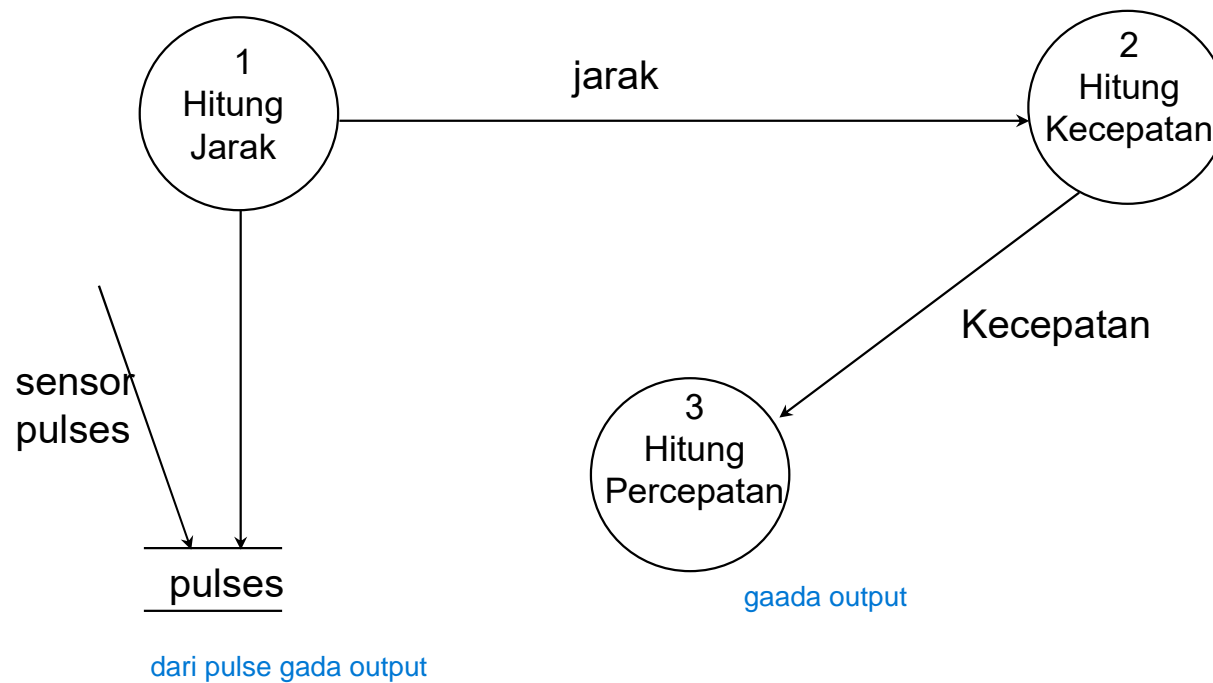 1
Hitung
Jarak
jarak
2
Hitung
Kecepatan
sensor
pulses
Kecepatan
3
Hitung
Percepatan
pulses
gaada output
dari pulse gada output